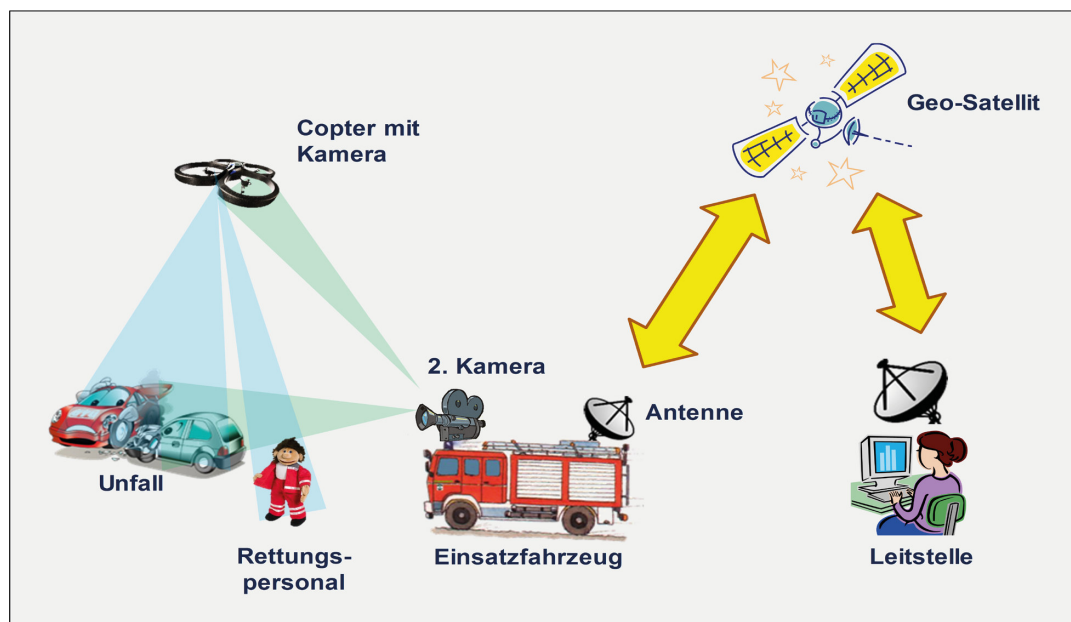 Copter mit
Kamera
Geo-Satellit
2. Kamera
Antenne
Unfall
Rettungs-
personal
Einsatzfahrzeug
Leitstelle